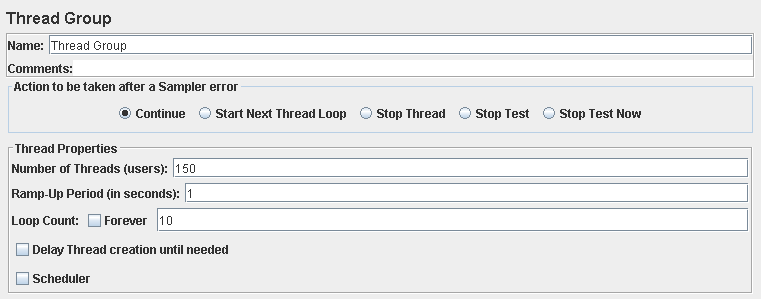 Thread Group
Name: Thread Group
Comments:
Action to be taken after a Sampler error
Continue Start Next Thread Loop Stop Thread Stop Test Stop Test Now
Thread Properties
Number of Threads (users): 150
Ramp-Up Period (in seconds): 1
Loop Count: Forever 10
Delay Thread creation until needed
Scheduler